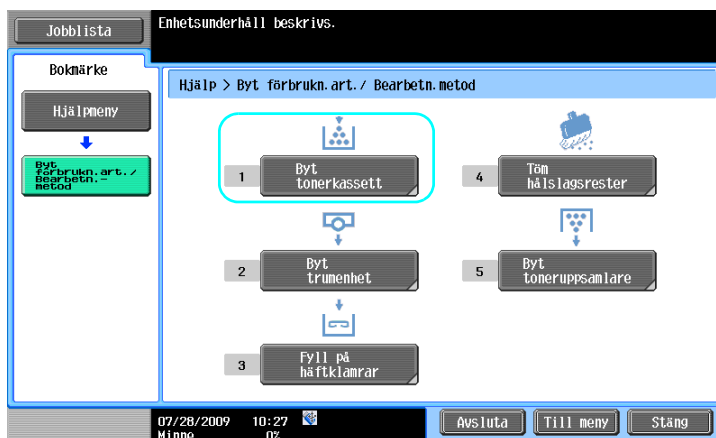 Jobblista
Enhetsunderhåll beskrivs.
Bokmärke
Hjälpmeny
Byt
förbrukn.art./
Bearbetn.-
metod
Hjälp > Byt förbrukn.art./ Bearbetn.metod
1
Byt
tonerkassett
2
Byt
trumenhet
3
Fyll på
häftklamrar
4
Töm
hålslagsrester
5
Byt
toneruppsamlare
07/28/2009 10:27
Minne 0%
Avsluta
Till meny
Stäng